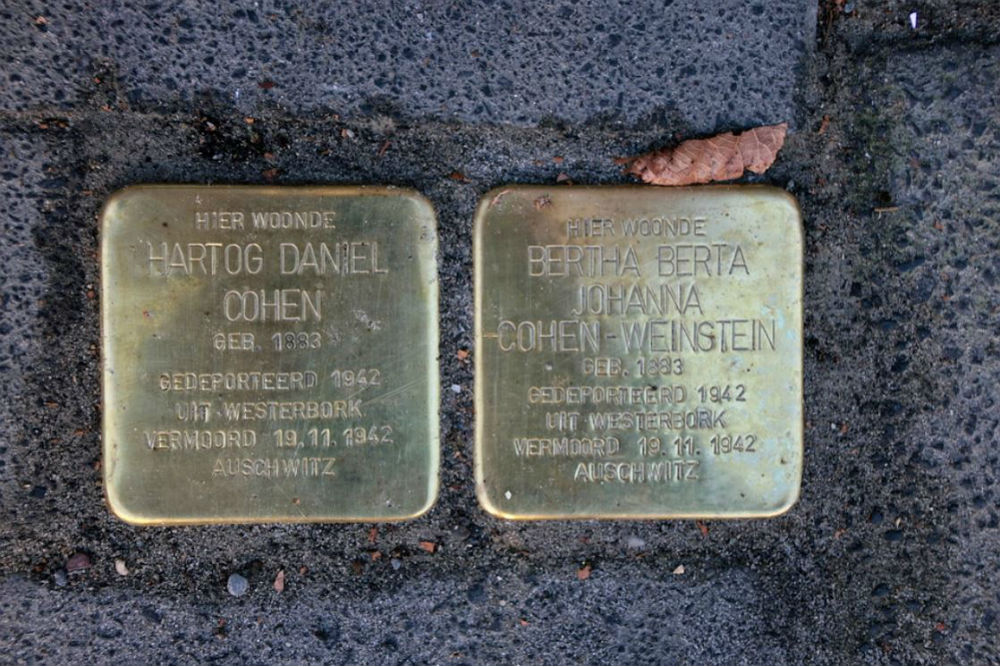 HIER WOONDE
HARTOG DANIEL
COHEN
GEB. 1883
GEDEPORTEERD 1942
UIT WESTERBORK
VERMOORD 19.11.1942
AUSCHWITZ
HIER WOONDE
BERTHA BERTA
JOHANNA
COHEN-WEINSTEIN
GEB. 1883
GEDEPORTEERD 1942
UIT WESTERBORK
VERMOORD 19.11.1942
AUSCHWITZ